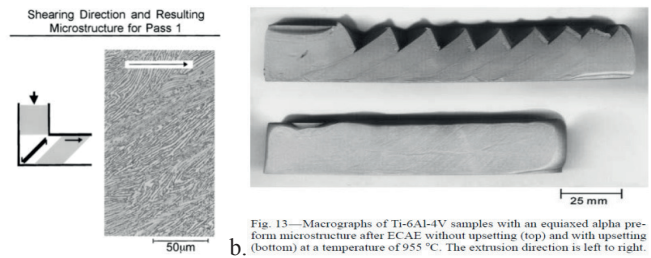 Shearing Direction and Resulting
Microstructure for Pass 1
50µm
25 mm
b.
Fig. 13—Macrographs of Ti-6Al-4V samples with an equiaxed alpha pre-
form microstructure after ECAE without upsetting (top) and with upsetting
(bottom) at a temperature of 955 °C. The extrusion direction is left to right.